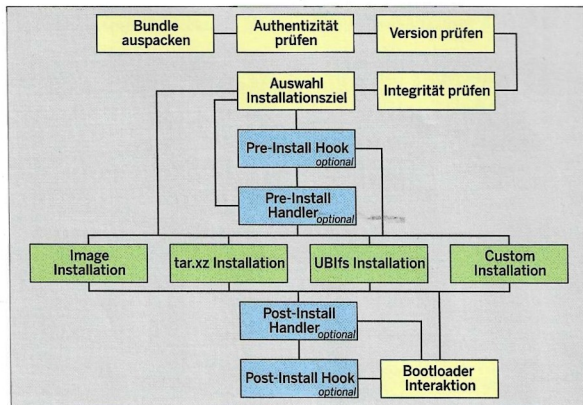 Bundle
auspacken
Authentizität
prüfen
Version prüfen
Auswahl
Installationsziel
Integrität prüfen
Pre-Install Hook
optional
Pre-Install
Handler
optional
Image
Installation
tar.xz Installation
UBIfs Installation
Custom
Installation
Post-Install
Handler
optional
Post-Install Hook
optional
Bootloader
Interaktion